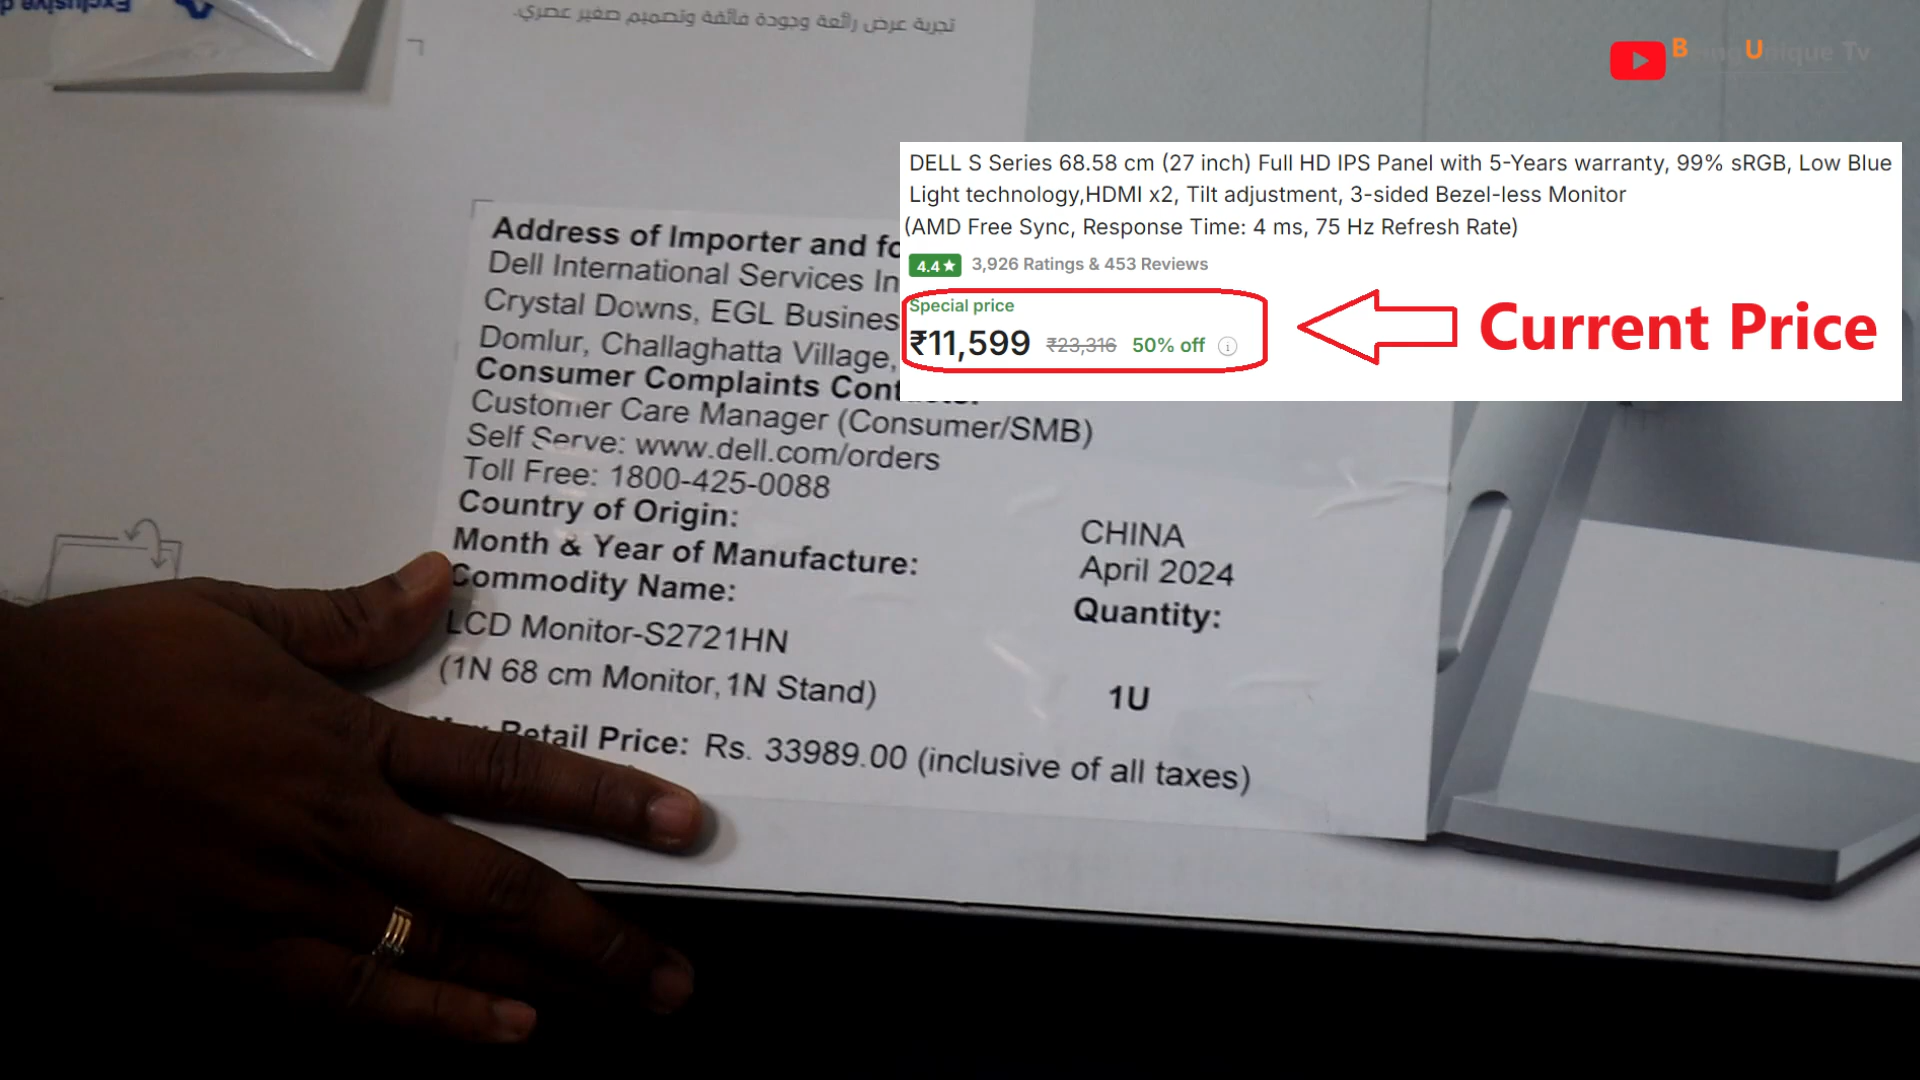 تجربة عرض رائعة وجودة فائقة وتصميم صغير عصري.
Exclusive
B U ique Tv
DELL S Series 68.58 cm (27 inch) Full HD IPS Panel with 5-Years warranty, 99% sRGB, Low Blue
Light technology,HDMI x2, Tilt adjustment, 3-sided Bezel-less Monitor
(AMD Free Sync, Response Time: 4 ms, 75 Hz Refresh Rate)
4.4★ 3,926 Ratings & 453 Reviews
Special price
₹11,599 ₹23,316 50% off
Current Price
Address of Importer and fo
Dell International Services In
Crystal Downs, EGL Busines
Domlur, Challaghatta Village,
Consumer Complaints Cont
Customer Care Manager (Consumer/SMB)
Self Serve: www.dell.com/orders
Toll Free: 1800-425-0088
Country of Origin: CHINA
Month & Year of Manufacture: April 2024
Commodity Name: Quantity:
LCD Monitor-S2721HN
(1N 68 cm Monitor,1N Stand) 1U
Retail Price: Rs. 33989.00 (inclusive of all taxes)